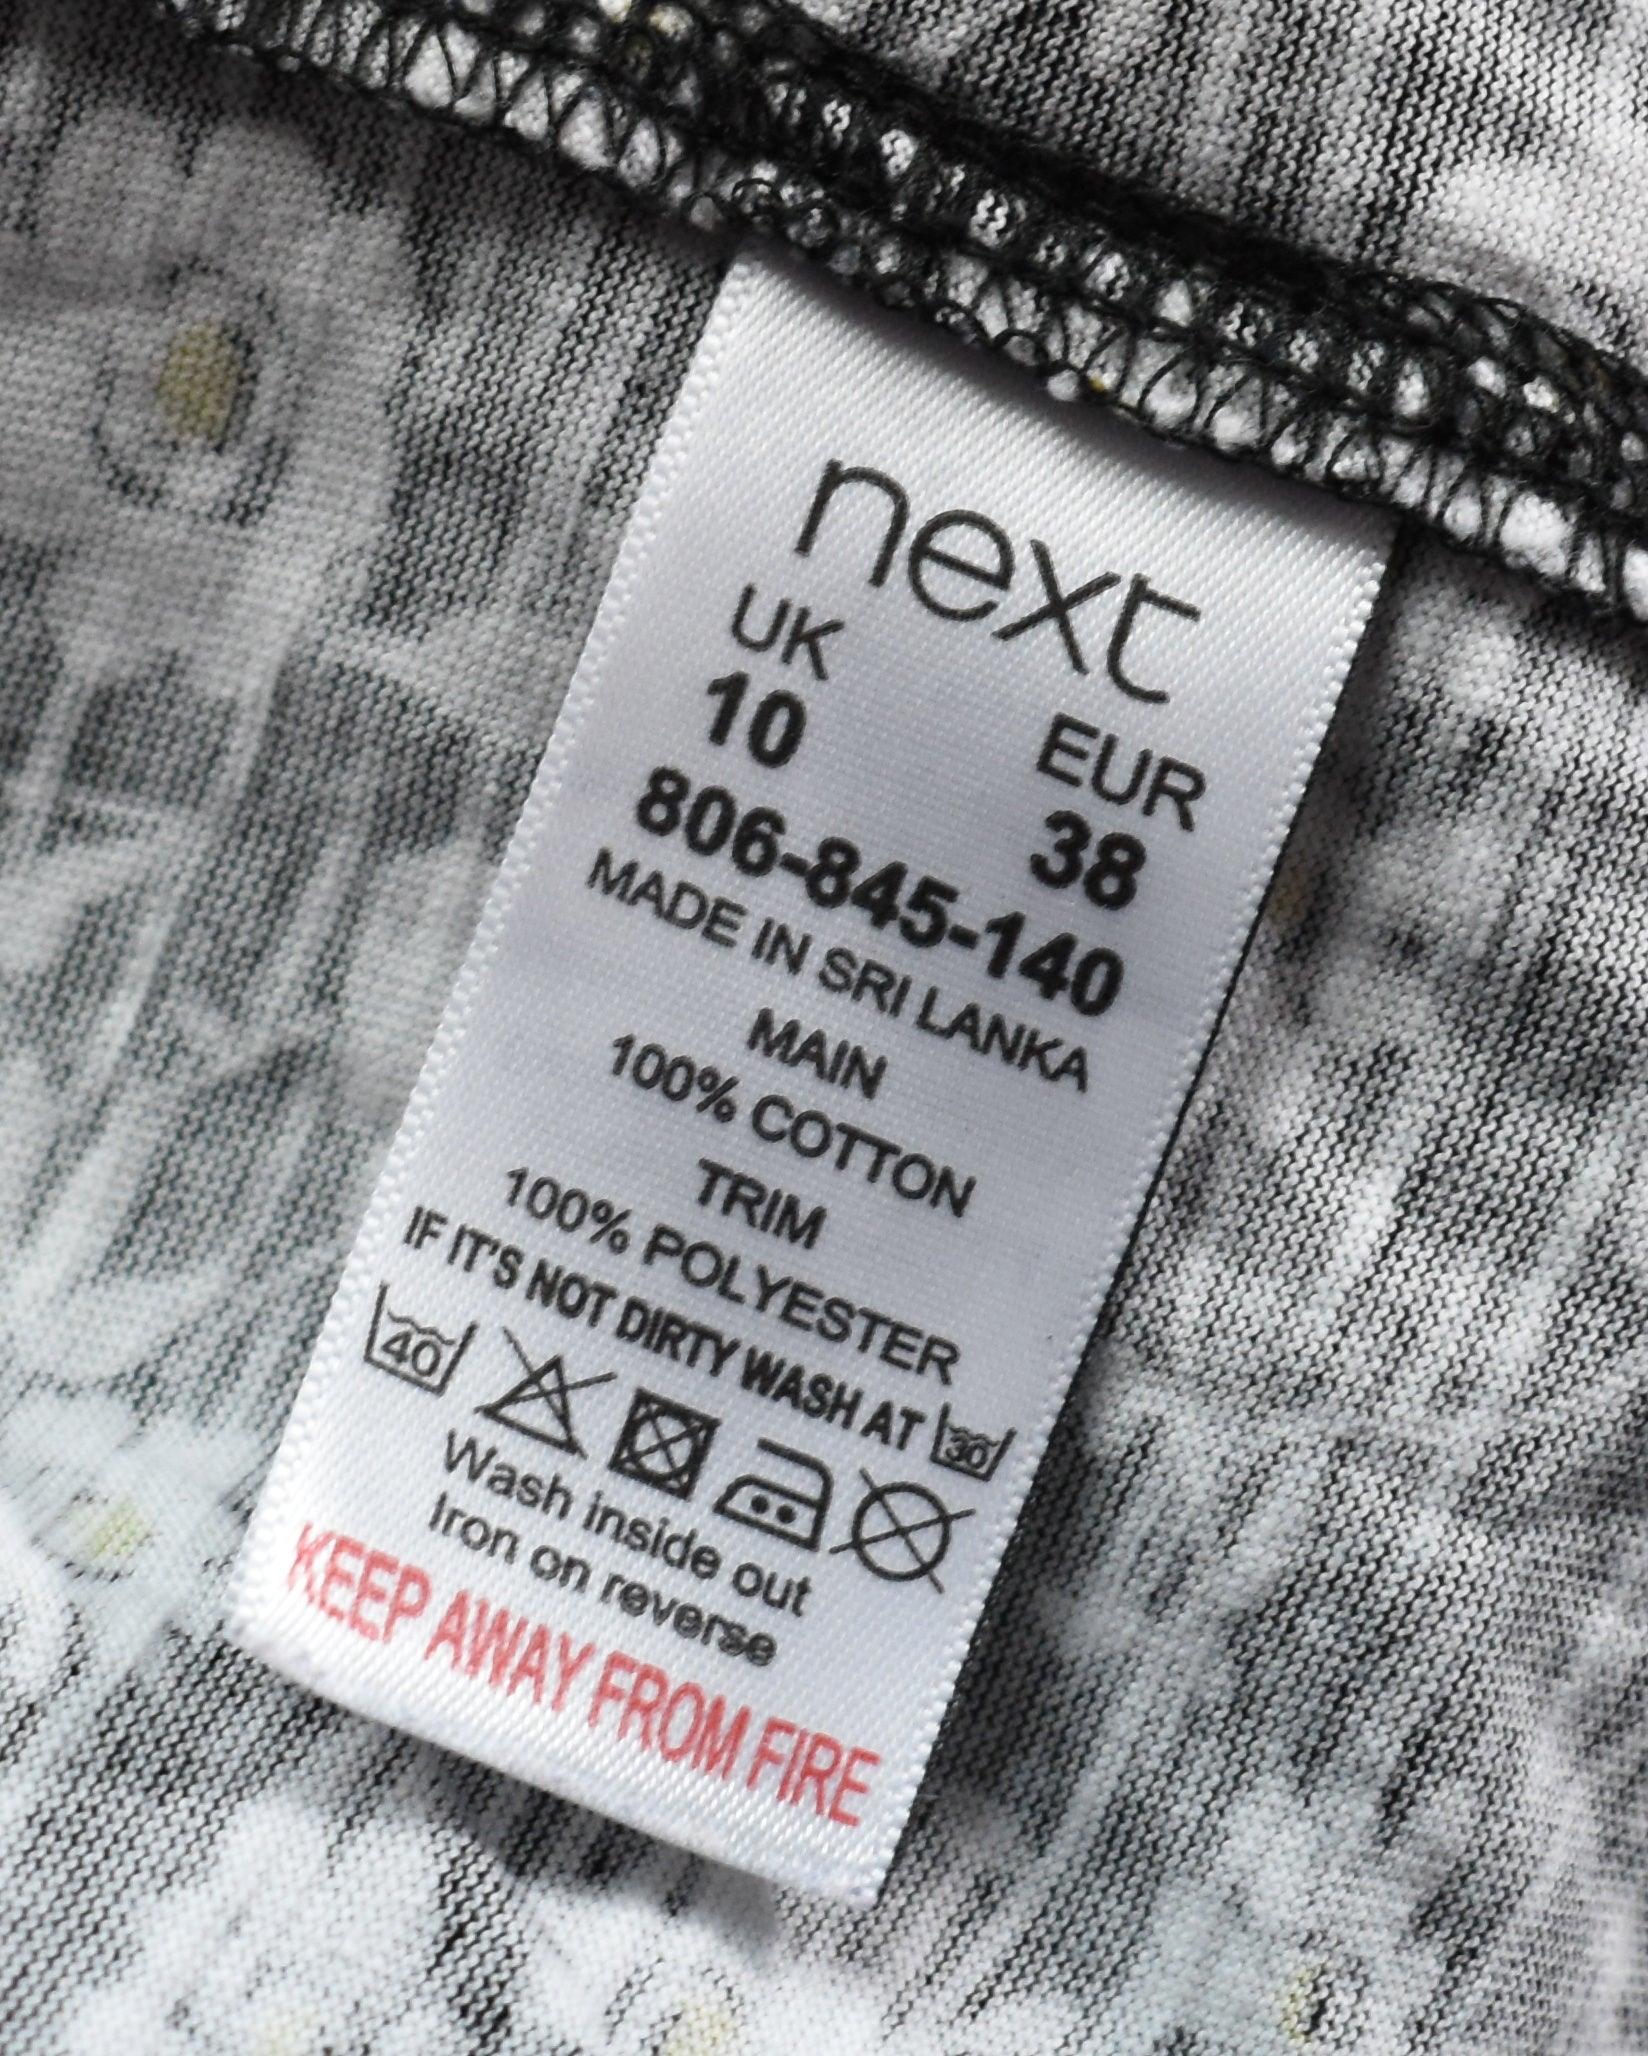 next
UK EUR
10 38
806-845-140
MADE IN SRI LANKA
MAIN
100% COTTON
TRIM
100% POLYESTER
IF IT'S NOT DIRTY WASH AT 30
40
Wash inside out
Iron on reverse
KEEP AWAY FROM FIRE